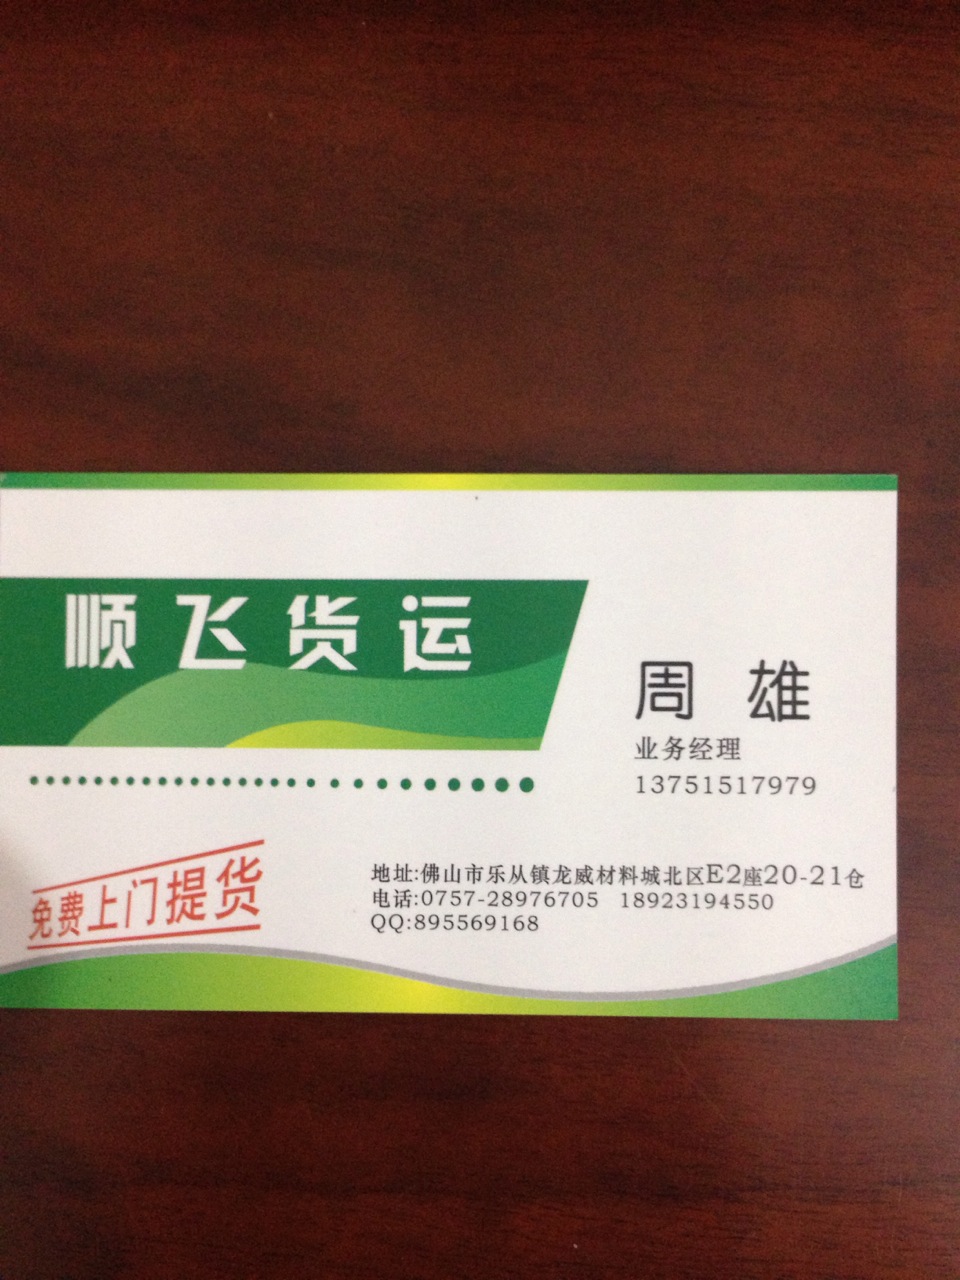 顺飞货运
周 雄
业务经理
13751517979
免费上门提货
地址:佛山市乐从镇龙威材料城北区E2座20-21仓
电话:0757-28976705 18923194550
QQ:895569168